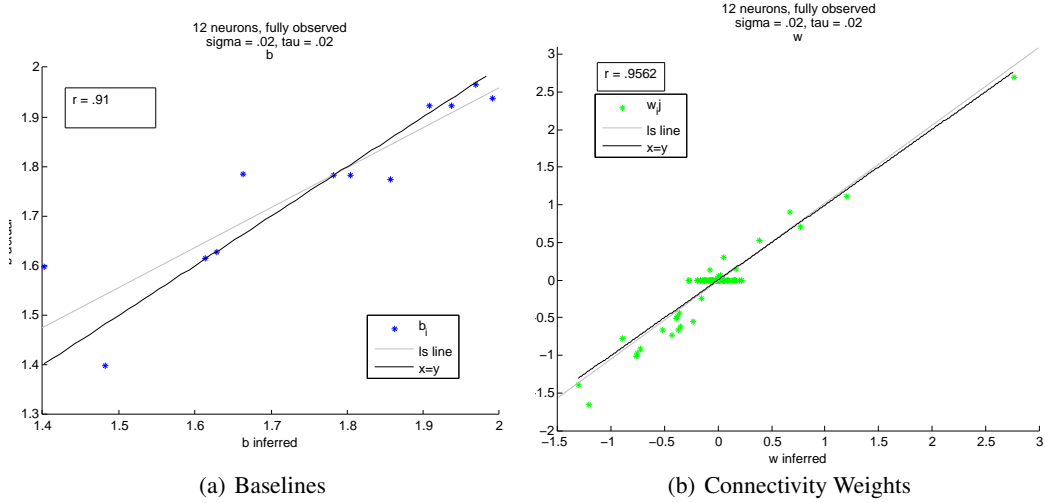 12 neurons, fully observed
sigma = .02, tau = .02
b
2
1.9
1.8
1.7
1.6
1.5
1.4
1.3
r = .91
b_i
ls line
x=y
1.4 1.5 1.6 1.7 1.8 1.9 2
b inferred
(a) Baselines
12 neurons, fully observed
sigma = .02, tau = .02
w
3
2.5
2
1.5
1
0.5
0
−0.5
−1
1.5
−2
r = .9562
w_ij
ls line
x=y
−1.5 −1 −0.5 0 0.5 1 1.5 2 2.5 3
w inferred
(b) Connectivity Weights